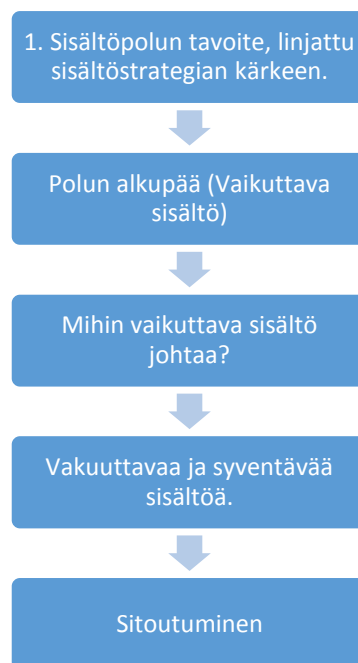 1. Sisältöpolun tavoite, linjattu
sisältöstrategian kärkeen.
Polun alkupää (Vaikuttava
sisältö)
Mihin vaikuttava sisältö
johtaa?
Vakuuttavaa ja syventävää
sisältöä.
Sitoutuminen